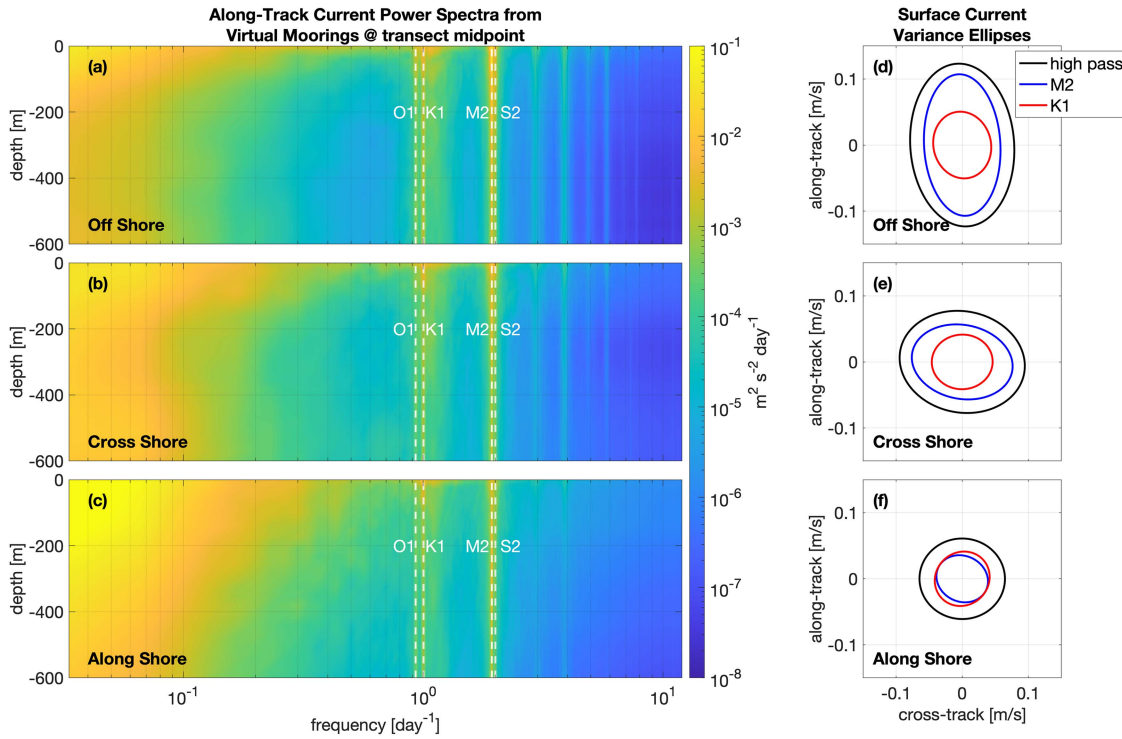 Along-Track Current Power Spectra from
Virtual Moorings @ transect midpoint
Surface Current
Variance Ellipses
(a)
O1 K1 M2 S2
Off Shore
depth [m]
0
-200
-400
-600
(b)
O1 K1 M2 S2
Cross Shore
depth [m]
0
-200
-400
-600
(c)
O1 K1 M2 S2
Along Shore
depth [m]
0
-200
-400
-600
10-1 100 101
frequency [day-1]
10-1
10-2
10-3
10-4
10-5
10-6
10-7
10-8
m2 s-2 day-1
(d)
high pass
M2
K1
along-track [m/s]
0.1
0
-0.1
Off Shore
(e)
along-track [m/s]
0.1
0
-0.1
Cross Shore
(f)
along-track [m/s]
0.1
0
-0.1
Along Shore
-0.1 0 0.1
cross-track [m/s]